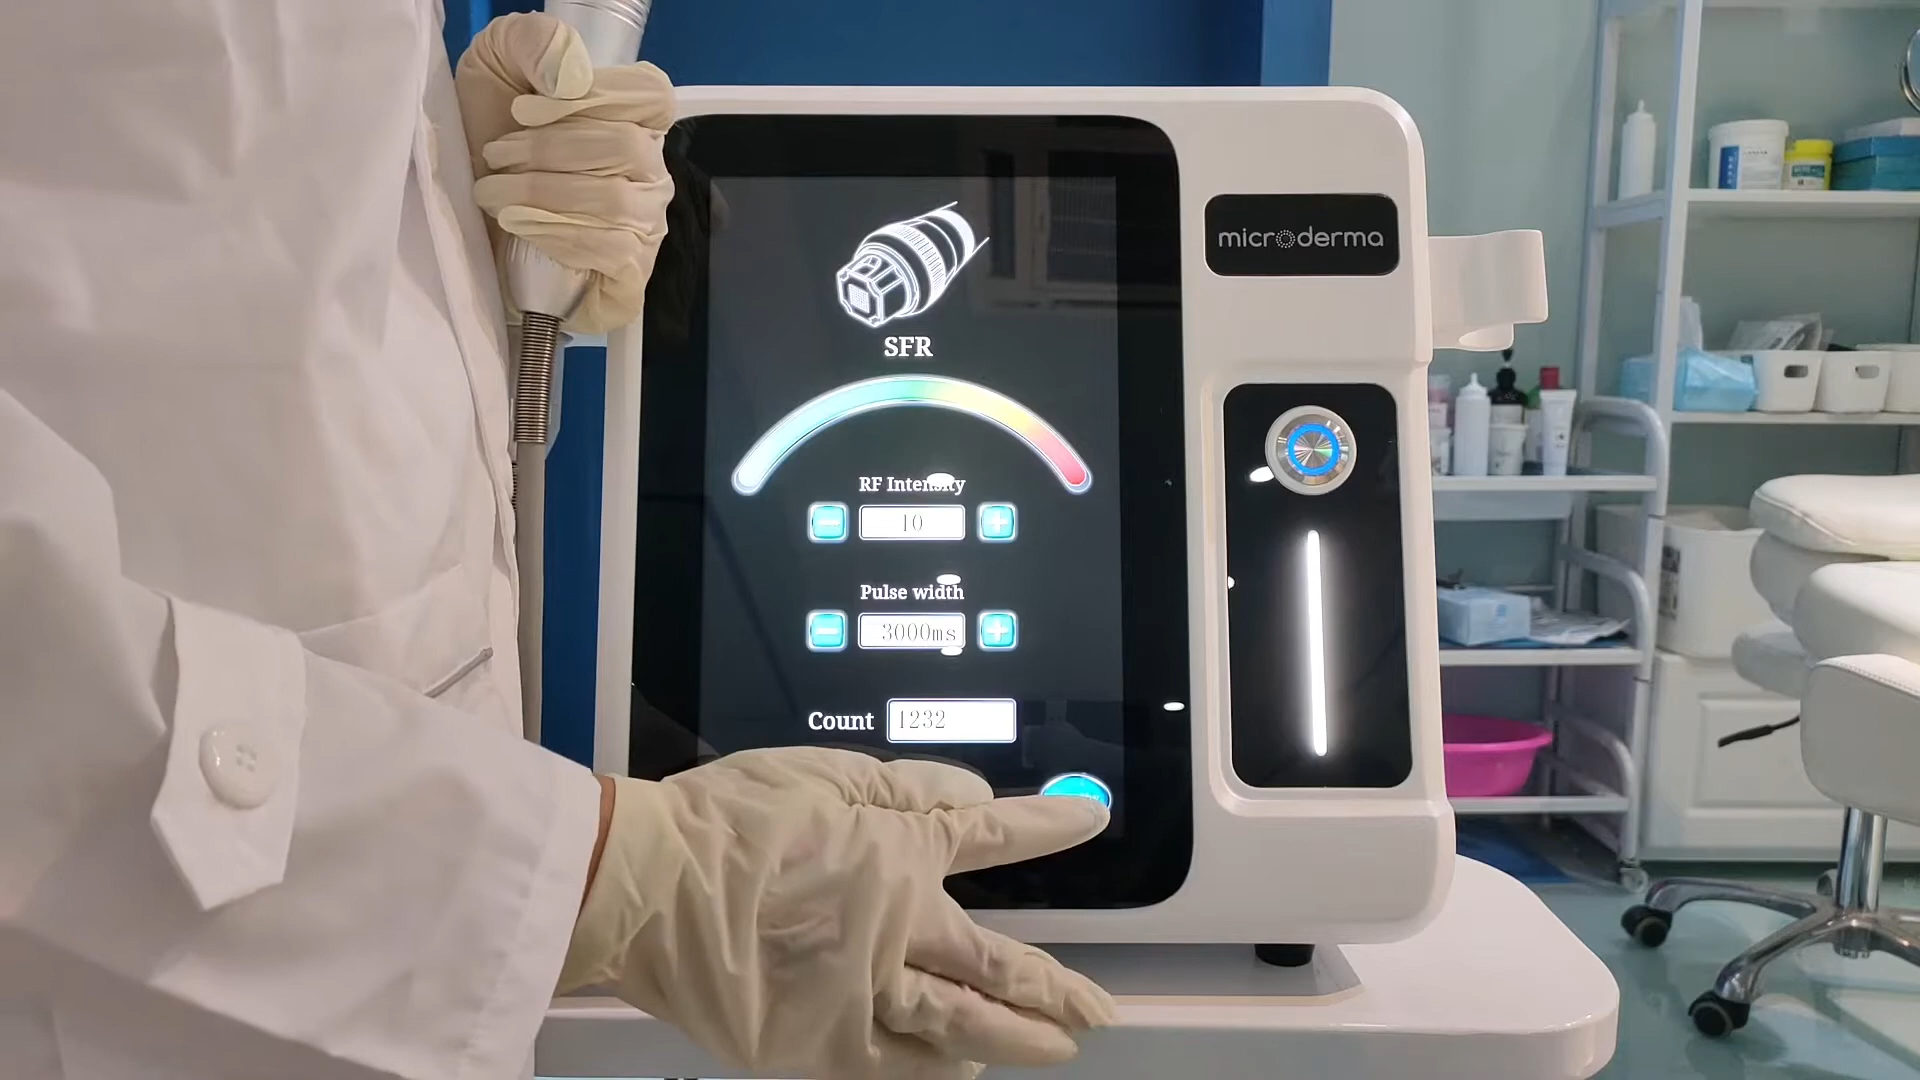 microderma
SFR
RF Intensity
10
Pulse width
3000ms
Count
1232